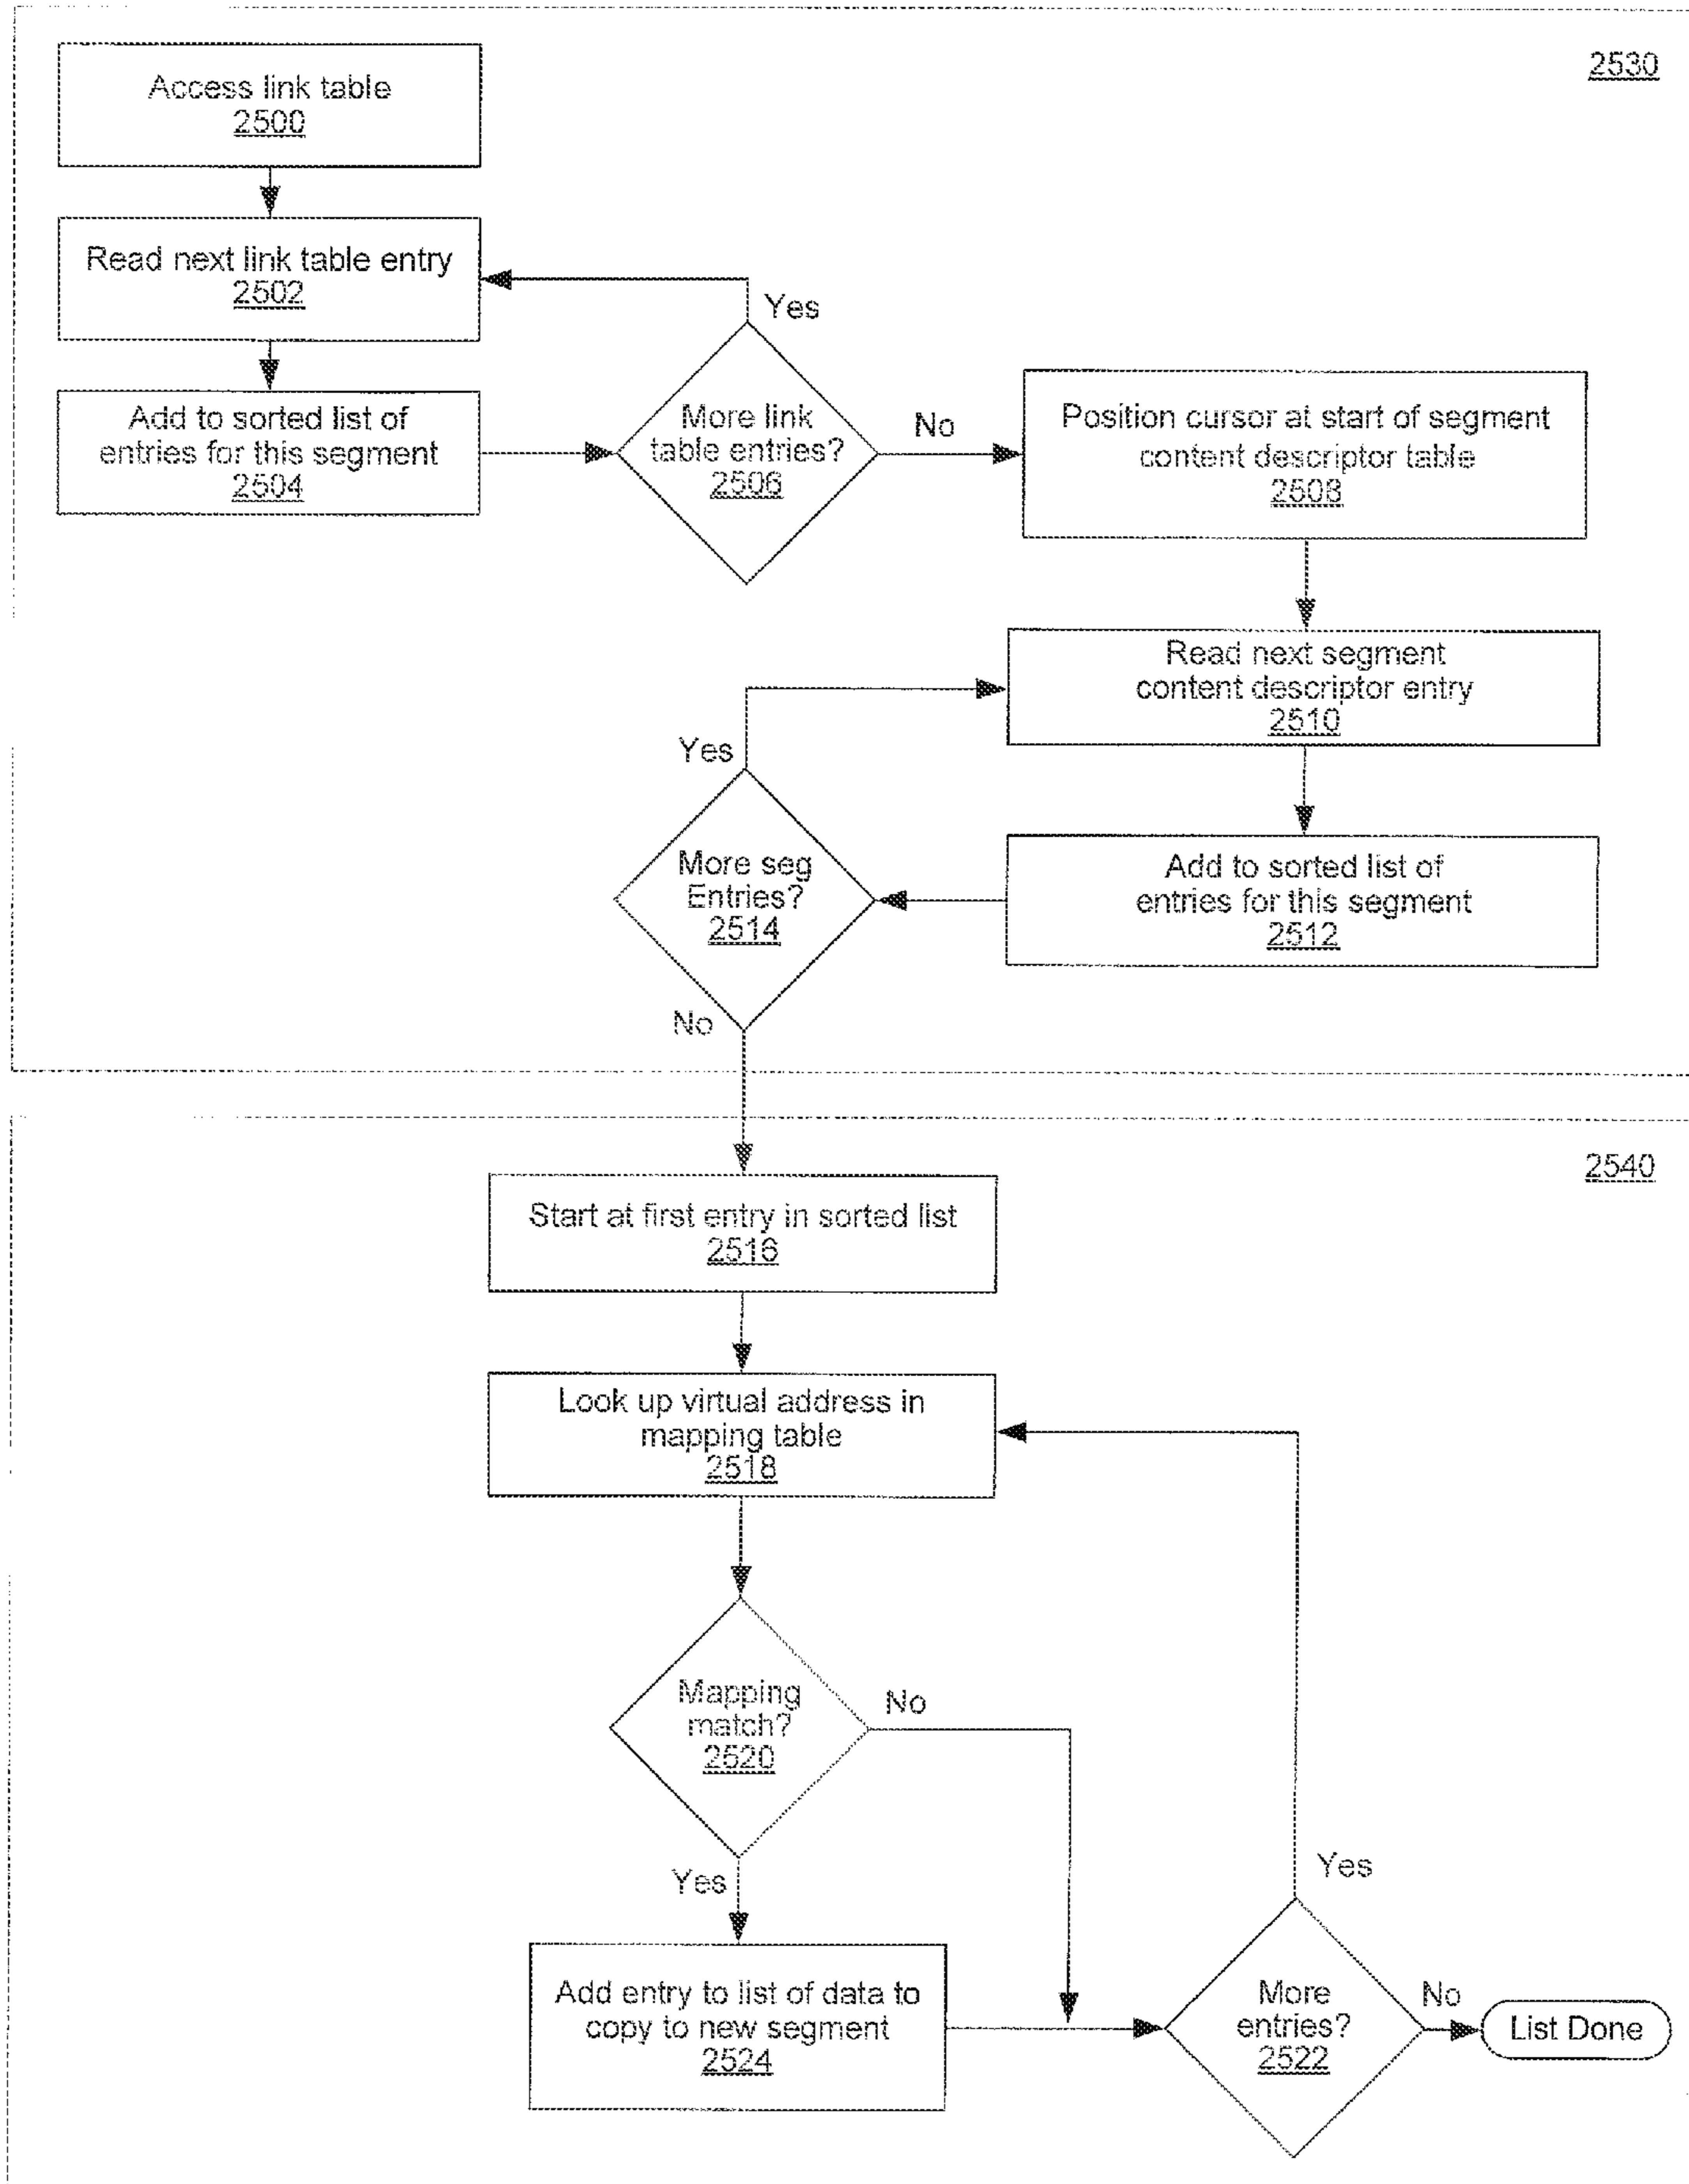 2530
Access link table
2500
Read next link table entry
2502
Yes
Add to sorted list of
entries for this segment
2504
More link
table entries?
2506
No
Position cursor at start of segment
content descriptor table
2508
Read next segment
content descriptor entry
2510
Yes
More seg
Entries?
2514
Add to sorted list of
entries for this segment
2512
No
2540
Start at first entry in sorted list
2516
Look up virtual address in
mapping table
2518
Mapping
match?
2520
No
Yes
Yes
Add entry to list of data to
copy to new segment
2524
More
entries?
2522
No
List Done